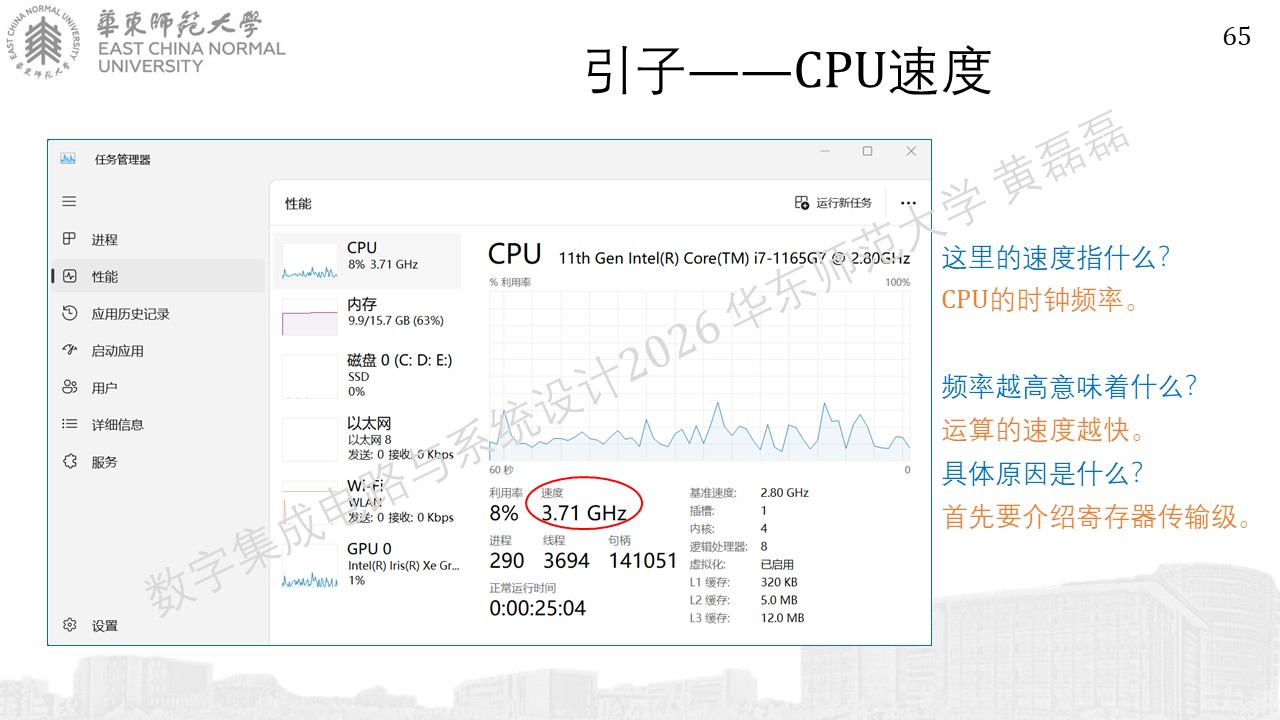 華東師範大學
EAST CHINA NORMAL
UNIVERSITY
EAST CHINA NORMAL UNIVERSITY
華東師範大學
65
引子——CPU速度
任务管理器
性能
运行新任务
进程
性能
应用历史记录
启动应用
用户
详细信息
服务
设置
CPU
8% 3.71 GHz
内存
9.9/15.7 GB (63%)
磁盘 0 (C: D: E:)
SSD
0%
以太网
以太网 8
发送: 0 接收: 0 Kbps
Wi-Fi
WLAN
发送: 0 接收: 0 Kbps
GPU 0
Intel(R) Iris(R) Xe Gr...
1%
CPU 11th Gen Intel(R) Core(TM) i7-1165G7 @ 2.80GHz
% 利用率 100%
60 秒 0
利用率 速度
8% 3.71 GHz
进程 线程 句柄
290 3694 141051
正常运行时间
0:00:25:04
基准速度: 2.80 GHz
插槽: 1
内核: 4
逻辑处理器: 8
虚拟化: 已启用
L1 缓存: 320 KB
L2 缓存: 5.0 MB
L3 缓存: 12.0 MB
这里的速度指什么?
CPU的时钟频率。
频率越高意味着什么?
运算的速度越快。
具体原因是什么?
首先要介绍寄存器传输级。
数字集成电路与系统设计2026 华东师范大学 黄磊磊